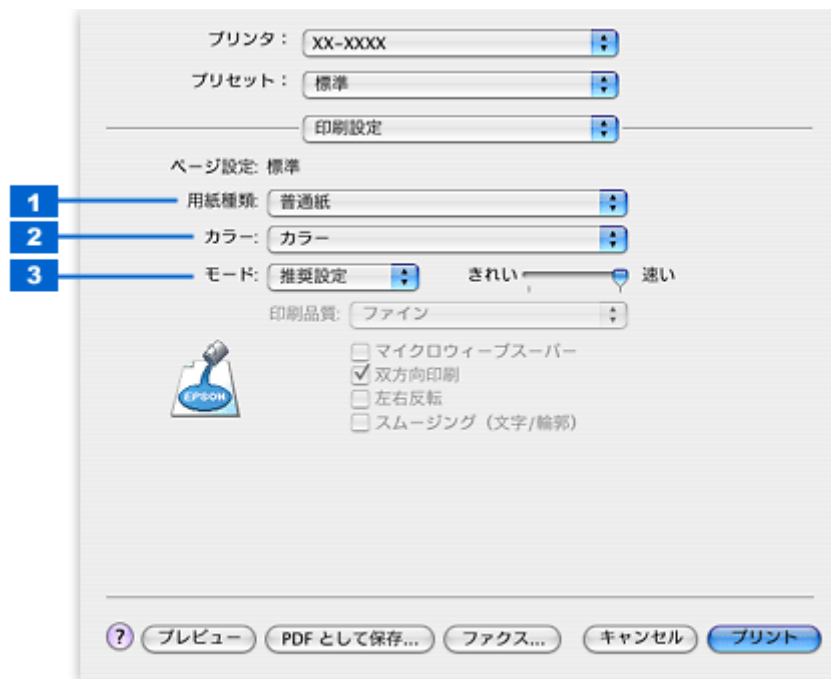 プリンタ： XX-XXXX
プリセット： 標準
印刷設定
ページ設定: 標準
1 用紙種類: 普通紙
2 カラー: カラー
3 モード: 推奨設定 きれい 速い
印刷品質: ファイン
マイクロウィーブスーパー
双方向印刷
左右反転
スムージング（文字/輪郭）
EPSON
? プレビュー PDF として保存... ファクス... キャンセル プリント